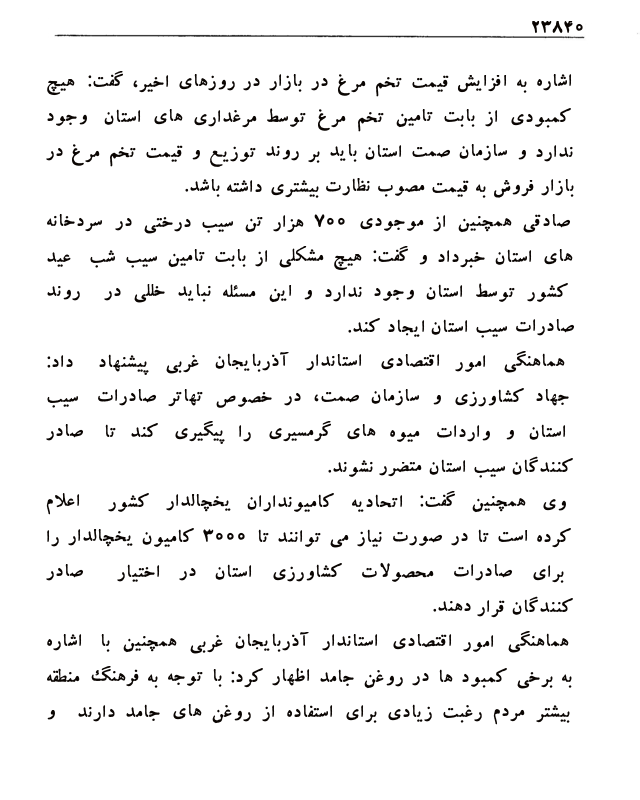 ۲۳۸۴۰
اشاره به افزایش قیمت تخم مرغ در بازار در روزهای اخیر، گفت: هیچ
کمبودی از بابت تامین تخم مرغ توسط مرغداری های استان وجود
ندارد و سازمان صمت استان باید بر روند توزیع و قیمت تخم مرغ در
بازار فروش به قیمت مصوب نظارت بیشتری داشته باشد.
صادقی همچنین از موجودی ۷۰۰ هزار تن سیب درختی در سردخانه
های استان خبرداد و گفت: هیچ مشکلی از بابت تامین سیب شب عید
کشور توسط استان وجود ندارد و این مسئله نباید خللی در روند
صادرات سیب استان ایجاد کند.
هماهنگی امور اقتصادی استاندار آذربایجان غربی پیشنهاد داد:
جهاد کشاورزی و سازمان صمت، در خصوص تهاتر صادرات سیب
استان و واردات میوه های گرمسیری را پیگیری کند تا صادر
کنندگان سیب استان متضرر نشوند.
وی همچنین گفت: اتحادیه کامیونداران یخچالدار کشور اعلام
کرده است تا در صورت نیاز می توانند تا ۳۰۰۰ کامیون یخچالدار را
برای صادرات محصولات کشاورزی استان در اختیار صادر
کنندگان قرار دهند.
هماهنگی امور اقتصادی استاندار آذربایجان غربی همچنین با اشاره
به برخی کمبود ها در روغن جامد اظهار کرد: با توجه به فرهنگ منطقه
بیشتر مردم رغبت زیادی برای استفاده از روغن های جامد دارند و